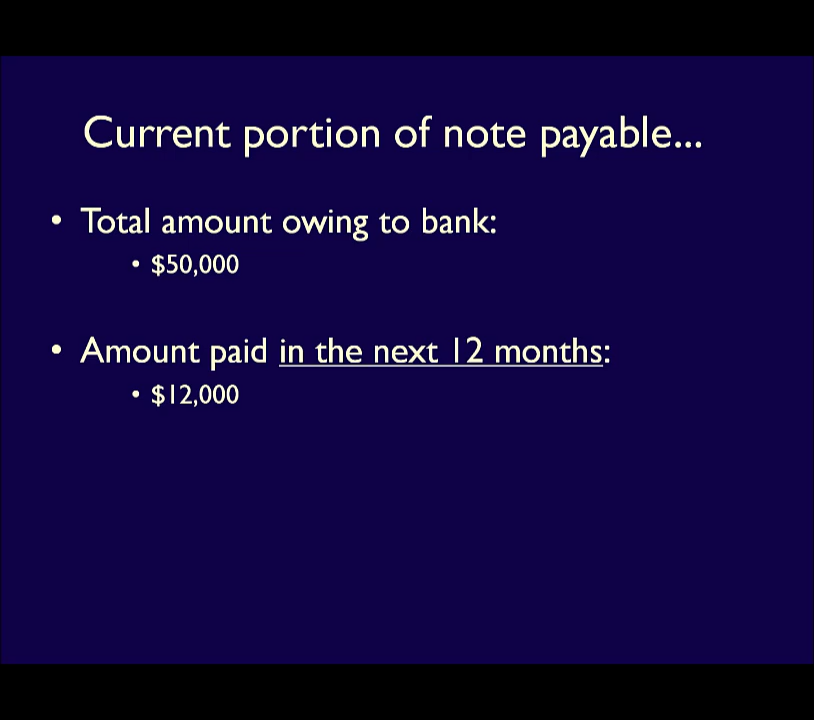 Current portion of note payable...
• Total amount owing to bank:
• $50,000
• Amount paid in the next 12 months:
• $12,000